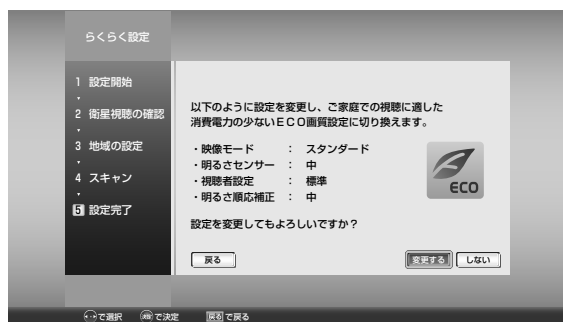 らくらく設定
1 設定開始
2 衛星視聴の確認
3 地域の設定
4 スキャン
5 設定完了
以下のように設定を変更し、ご家庭での視聴に適した
消費電力の少ないＥＣＯ画質設定に切り換えます。
・映像モード ： スタンダード
・明るさセンサー ： 中
・視聴者設定 ： 標準
・明るさ順応補正 ： 中
ECO
設定を変更してもよろしいですか？
戻る 変更する しない
で選択 決定 で決定 戻る で戻る